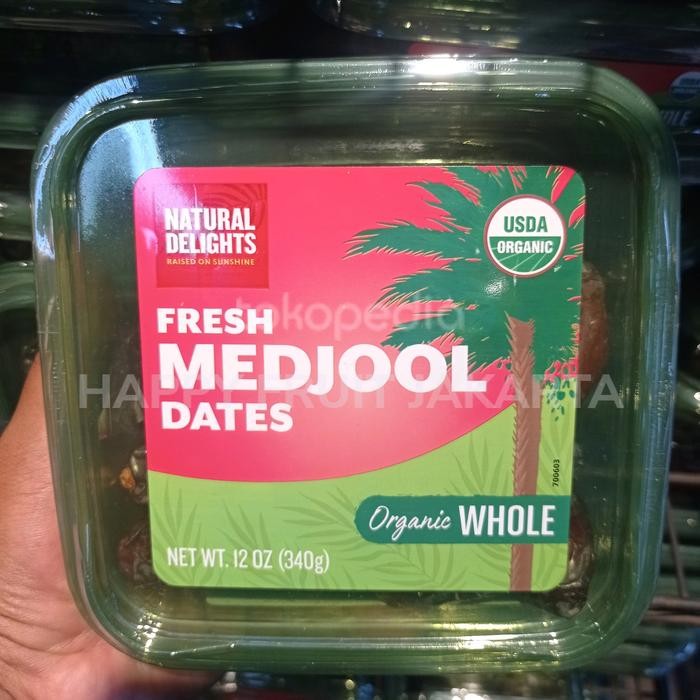 NATURAL
DELIGHTS
RAISED ON SUNSHINE
USDA
ORGANIC
tokopedia
FRESH
MEDJOOL
DATES
HAPPY FRUIT JAKARTA
700603
Organic WHOLE
NET WT. 12 OZ (340g)